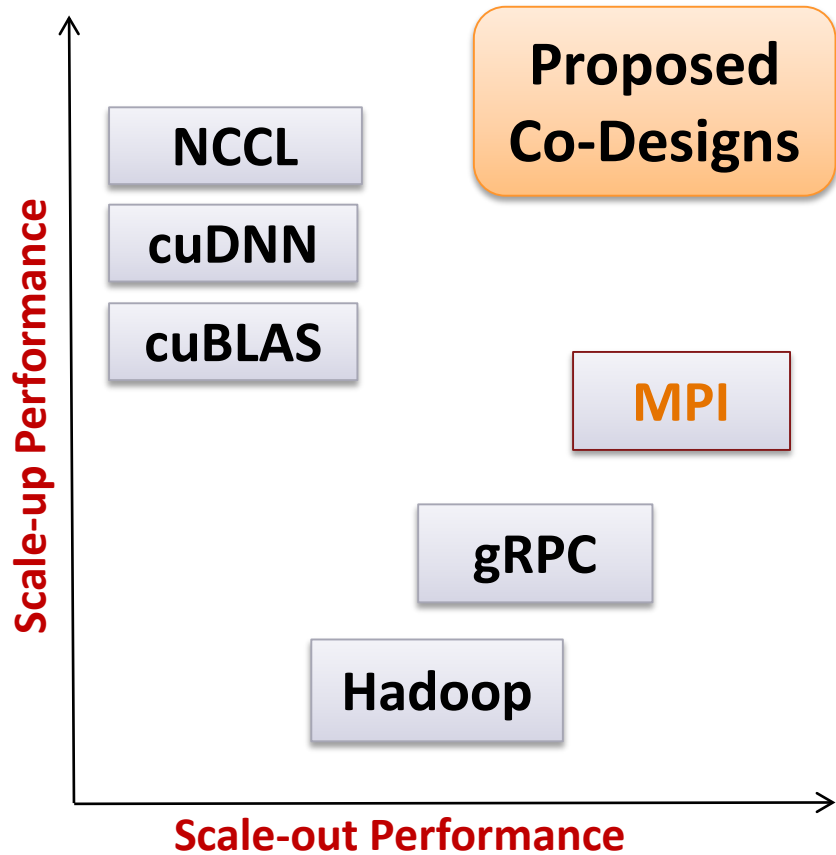 Proposed
Co-Designs
NCCL
cuDNN
cuBLAS
MPI
gRPC
Hadoop
Scale-up Performance
Scale-out Performance